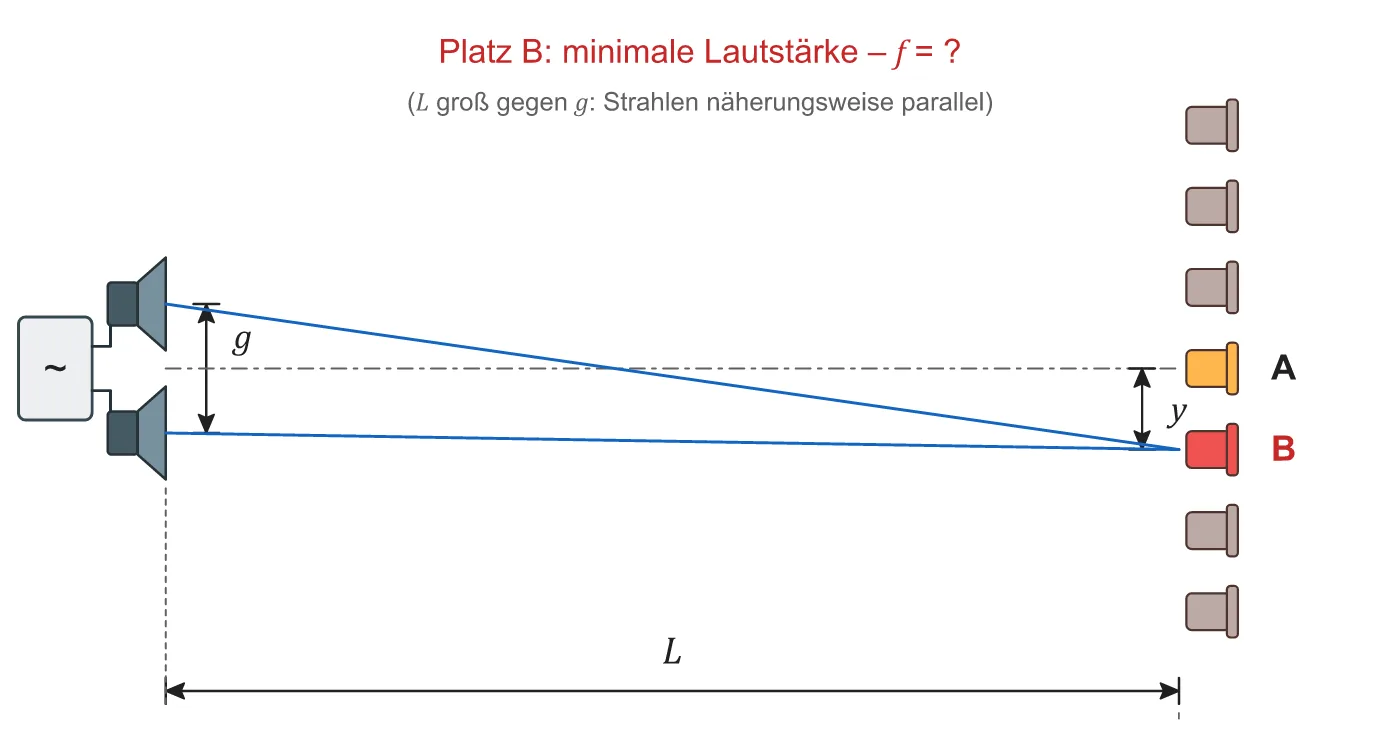 Platz B: minimale Lautstärke – f = ?
(L groß gegen g: Strahlen näherungsweise parallel)
g
~
A
y
B
L